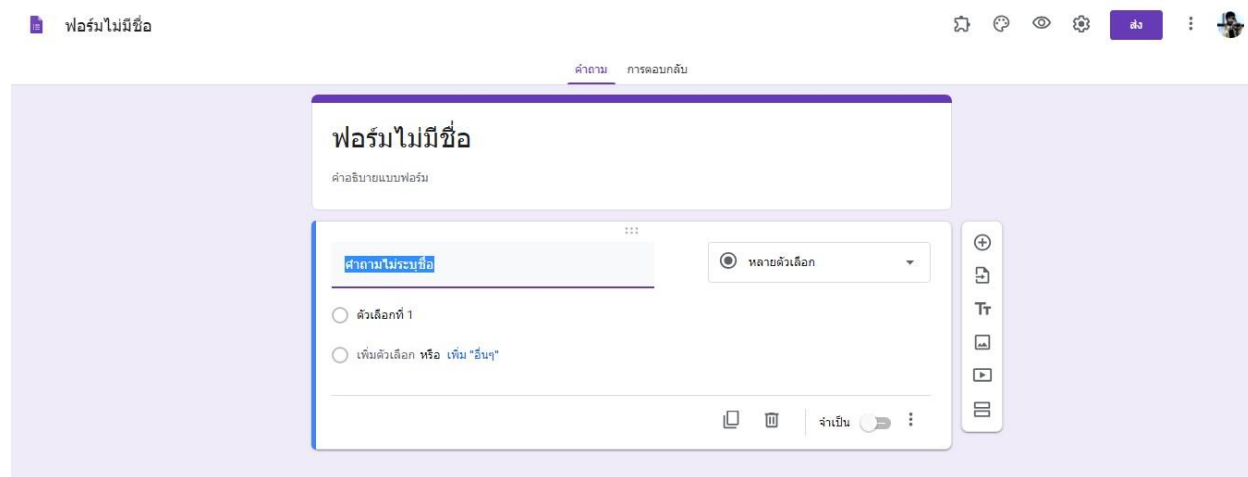 ฟอร์มไม่มีชื่อ
ส่ง
คำถาม การตอบกลับ
ฟอร์มไม่มีชื่อ
คำอธิบายแบบฟอร์ม
คำถามไม่ระบุชื่อ
หลายตัวเลือก
ตัวเลือกที่ 1
เพิ่มตัวเลือก หรือ เพิ่ม "อื่นๆ"
Tт
จำเป็น